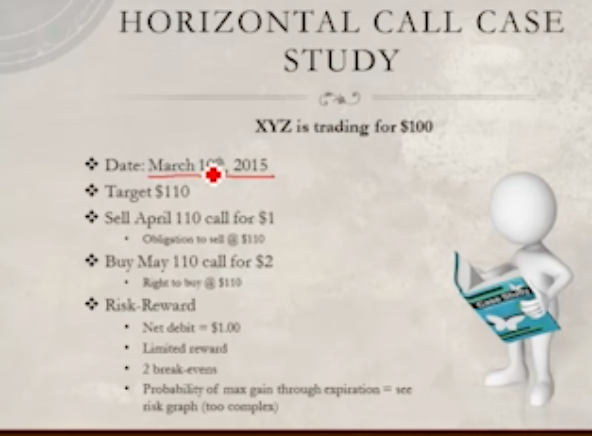 HORIZONTAL CALL CASE
STUDY
XYZ is trading for $100
❖ Date: March , 2015
❖ Target $110
❖ Sell April 110 call for $1
• Obligation to sell @ $110
❖ Buy May 110 call for $2
• Right to buy @ $110
❖ Risk-Reward
• Net debit = $1.00
• Limited reward
• 2 break-evens
• Probability of max gain through expiration = see
risk graph (too complex)
Case Study